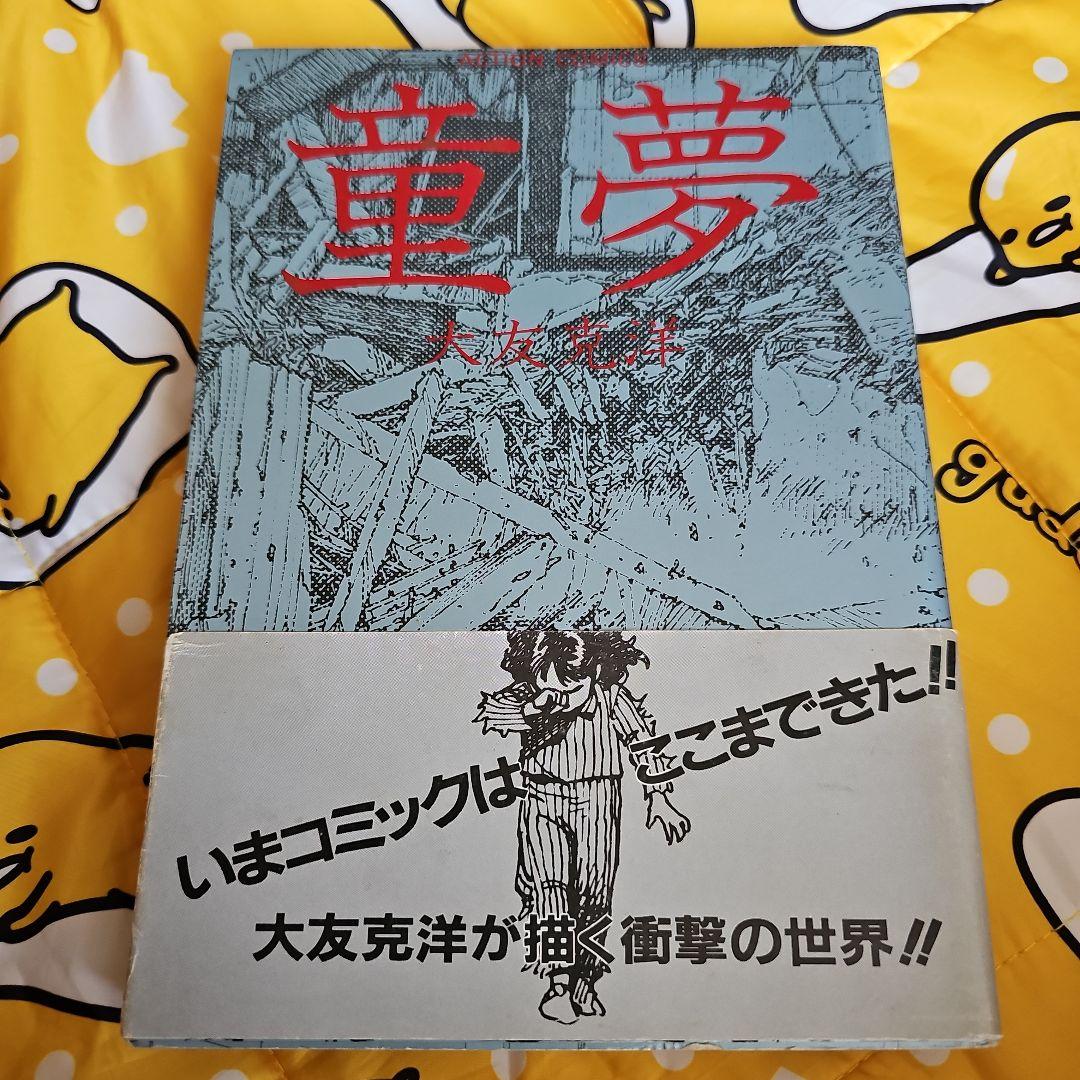 ACTION COMICS
童夢
大友克洋
いまコミックは ここまできた!!
大友克洋が描く衝撃の世界!!
gude